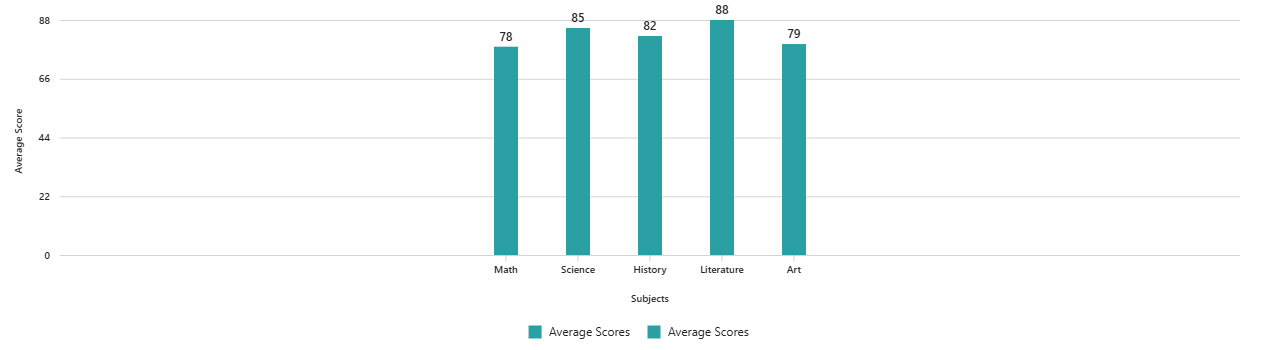 88
66
44
22
0
Average Score
78
85
82
88
79
Math Science History Literature Art
Subjects
Average Scores Average Scores